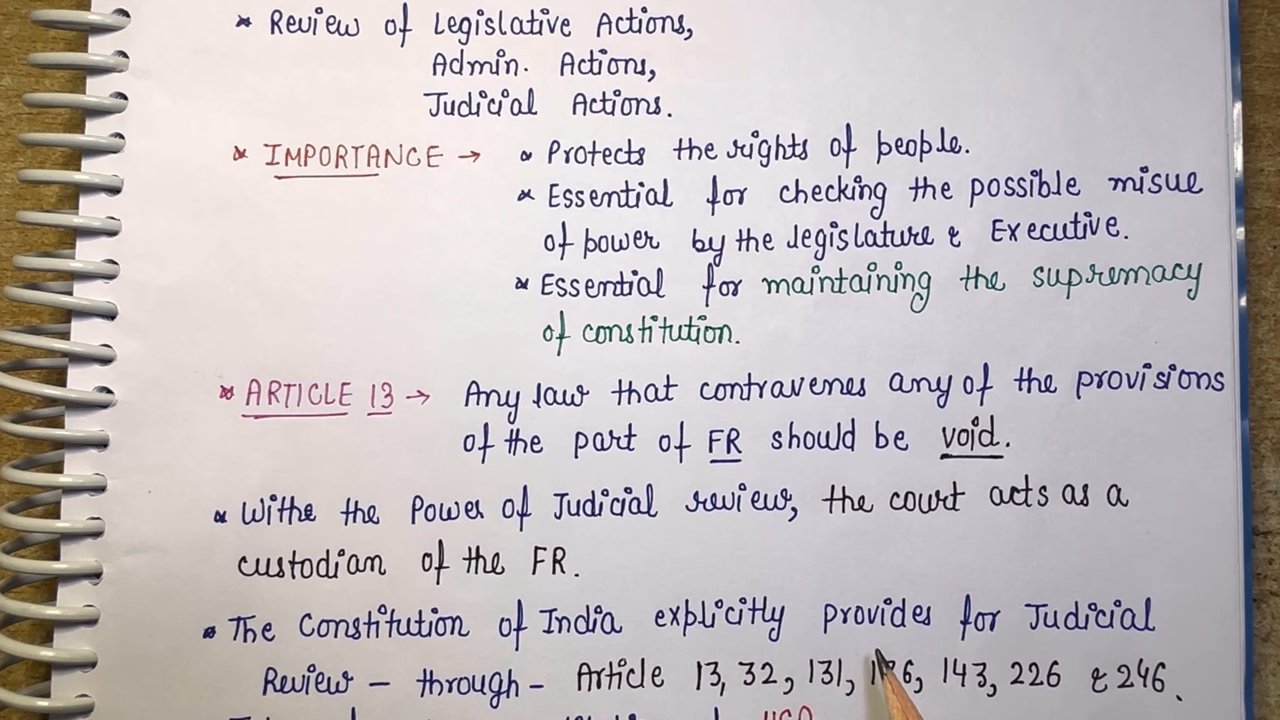 * Review of Legislative Actions,
Admin. Actions,
Judicial Actions.
* IMPORTANCE → * Protects the rights of people.
* Essential for checking the possible misue
of power by the legislature & Executive.
* Essential for maintaining the supremacy
of constitution.
* ARTICLE 13 → Any law that contravenes any of the provisions
of the part of FR should be void.
* Withe the Power of Judicial review, the court acts as a
custodian of the FR.
* The Constitution of India explicitly provides for Judicial
Review - through - Article 13, 32, 131, 143, 226 & 246.